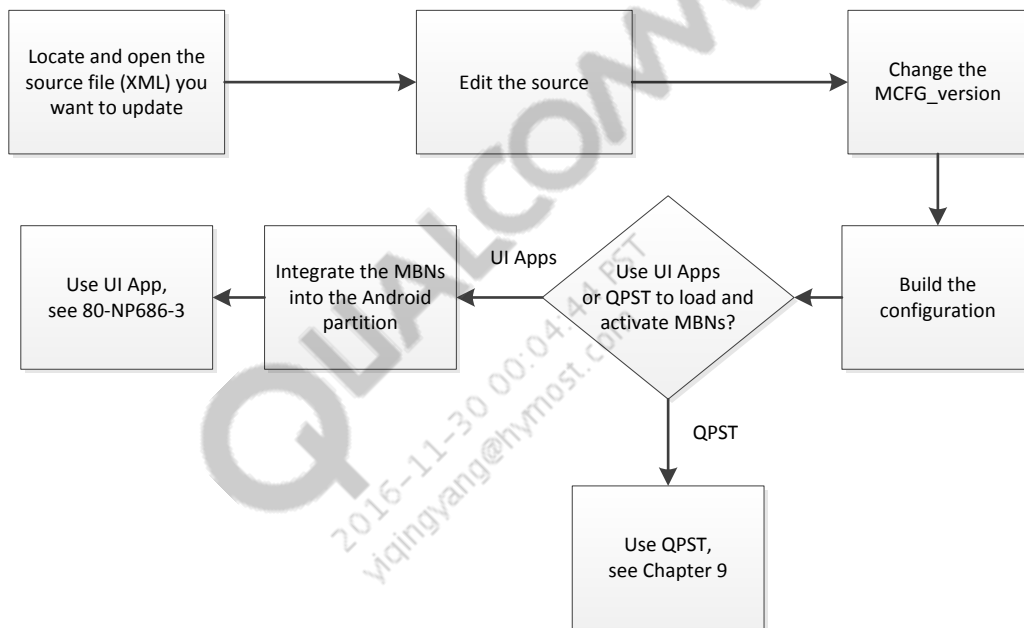 Locate and open the
source file (XML) you
want to update
Edit the source
Change the
MCFG_version
Build the
configuration
Use UI Apps
or QPST to load and
activate MBNs?
UI Apps
Integrate the MBNs
into the Android
partition
Use UI App,
see 80-NP686-3
QPST
Use QPST,
see Chapter 9
QUALCOMM
2016-11-30 00:04:44 PST
yiqingyang@hymost.com